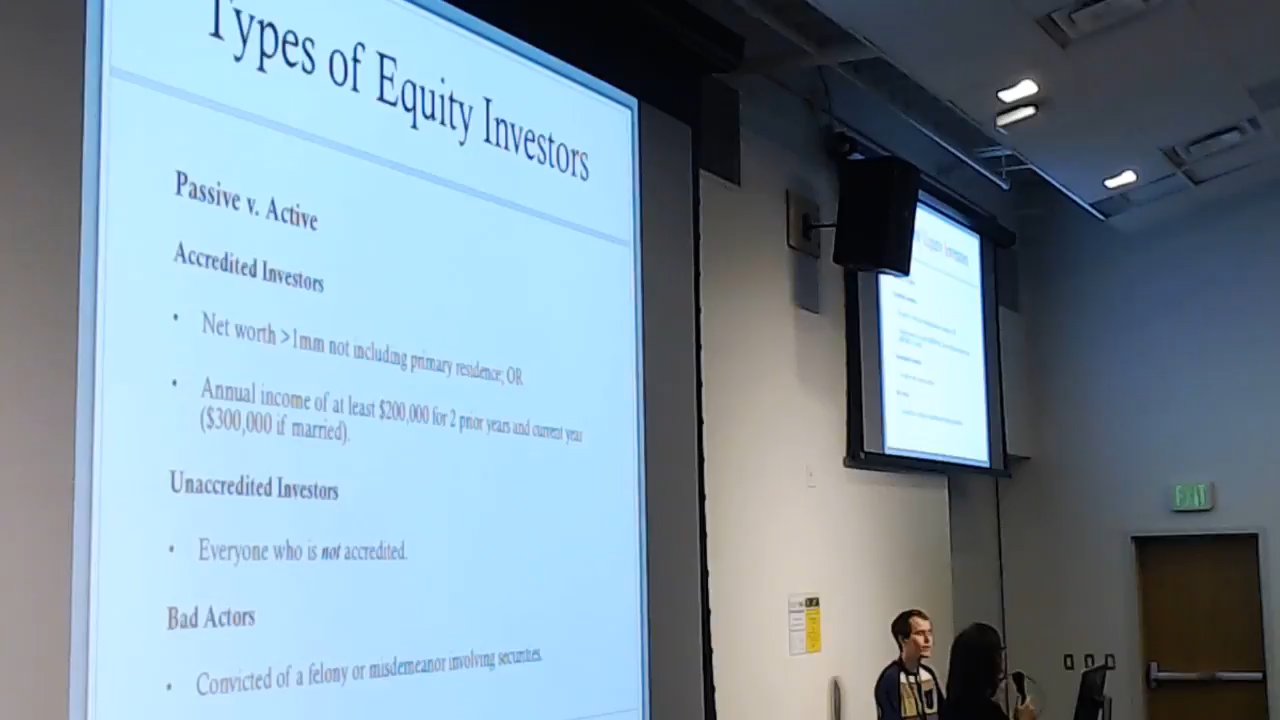 Types of Equity Investors
Passive v. Active
Accredited Investors
• Net worth >1mm not including primary residence; OR
• Annual income of at least $200,000 for 2 prior years and current year
($300,000 if married).
Unaccredited Investors
• Everyone who is not accredited.
Bad Actors
• Convicted of a felony or misdemeanor involving securities.
EXIT